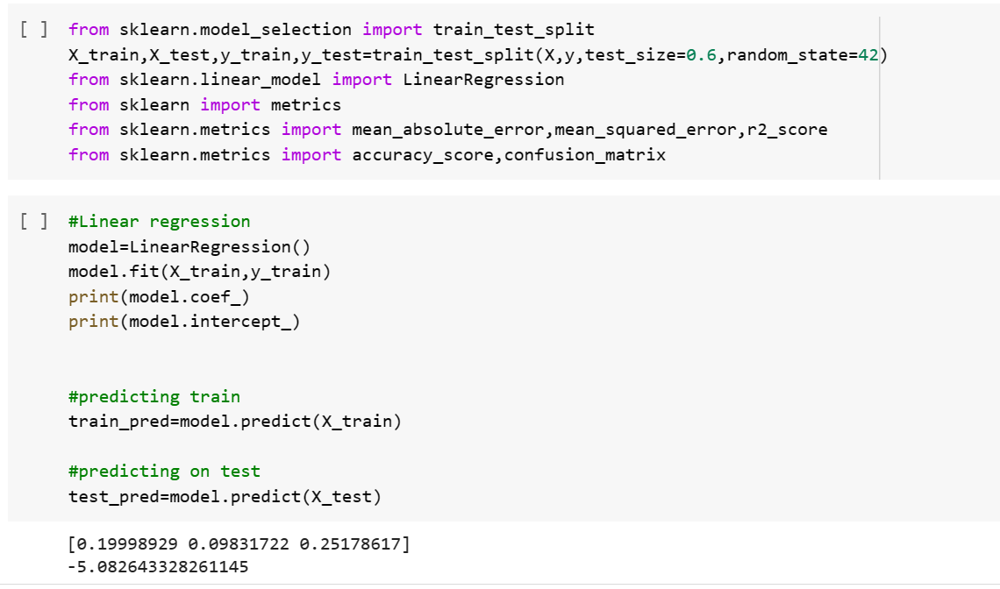 [ ] from sklearn.model_selection import train_test_split
X_train,X_test,y_train,y_test=train_test_split(X,y,test_size=0.6,random_state=42)
from sklearn.linear_model import LinearRegression
from sklearn import metrics
from sklearn.metrics import mean_absolute_error,mean_squared_error,r2_score
from sklearn.metrics import accuracy_score,confusion_matrix
[ ] #Linear regression
model=LinearRegression()
model.fit(X_train,y_train)
print(model.coef_)
print(model.intercept_)
#predicting train
train_pred=model.predict(X_train)
#predicting on test
test_pred=model.predict(X_test)
[0.19998929 0.09831722 0.25178617]
-5.082643328261145